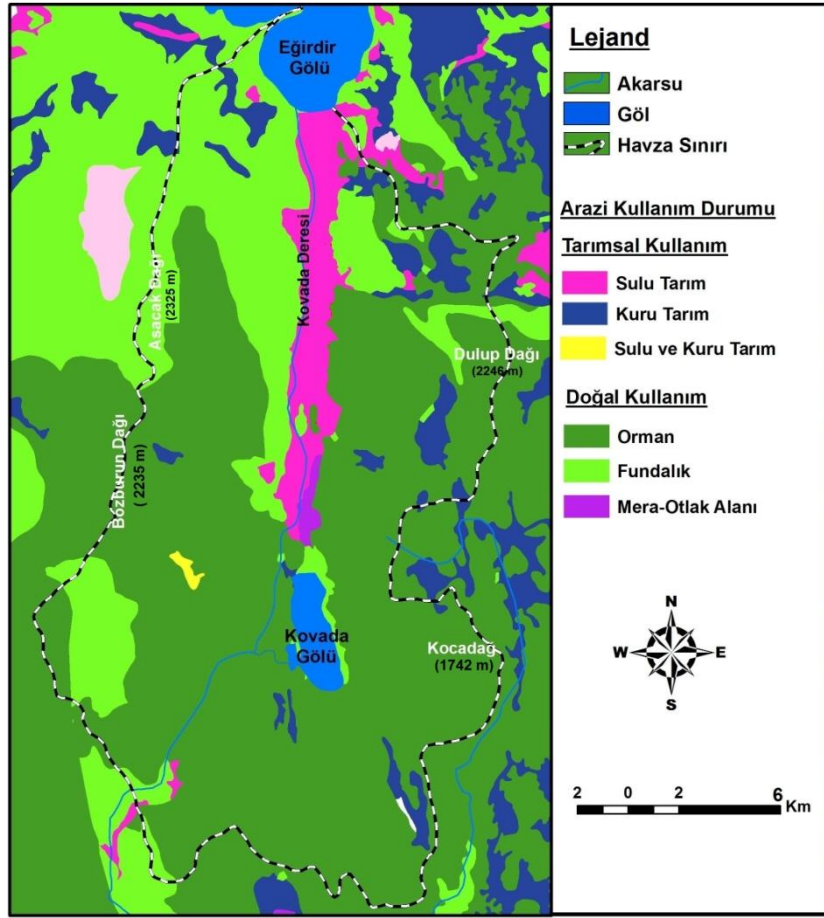 Eğirdir
Gölü
Kovada Deresi
Asacak Dağı
(2325 m)
Dulup Dağı
(2246 m)
Bozburun Dağı
( 2235 m)
Kovada
Gölü
Kocadağ
(1742 m)
Lejand
Akarsu
Göl
Havza Sınırı
Arazi Kullanım Durumu
Tarımsal Kullanım
Sulu Tarım
Kuru Tarım
Sulu ve Kuru Tarım
Doğal Kullanım
Orman
Fundalık
Mera-Otlak Alanı
N
W E
S
2 0 2 6
Km